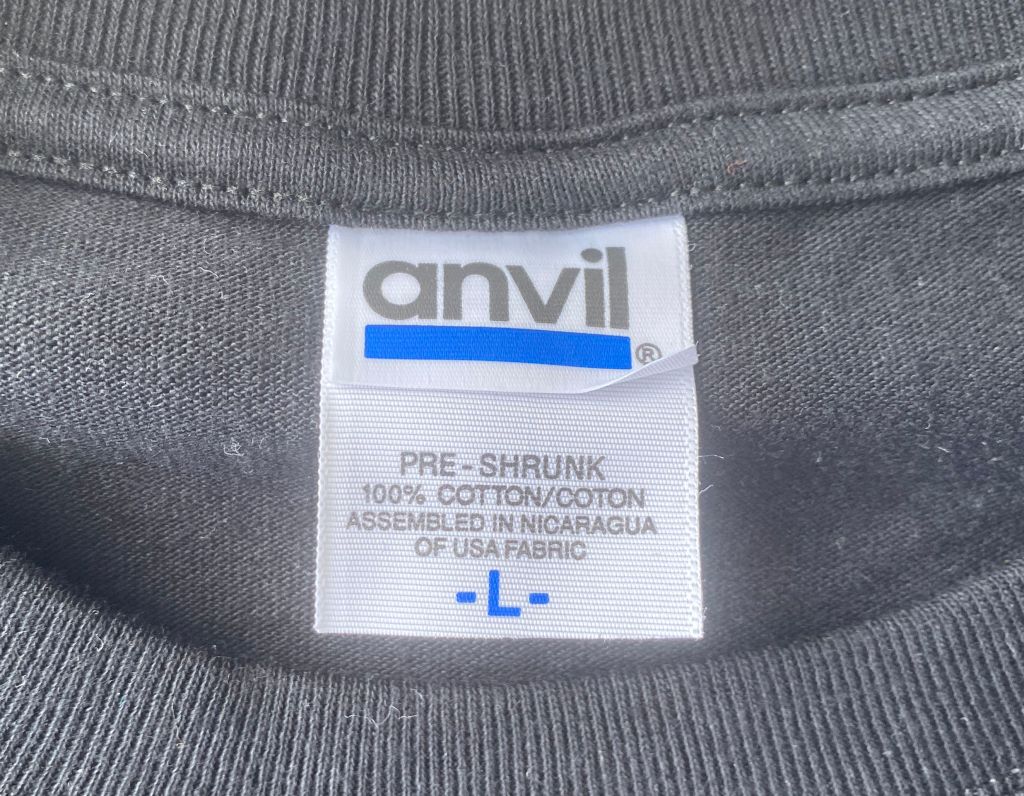 anvil®
PRE-SHRUNK
100% COTTON/COTON
ASSEMBLED IN NICARAGUA
OF USA FABRIC
-L-